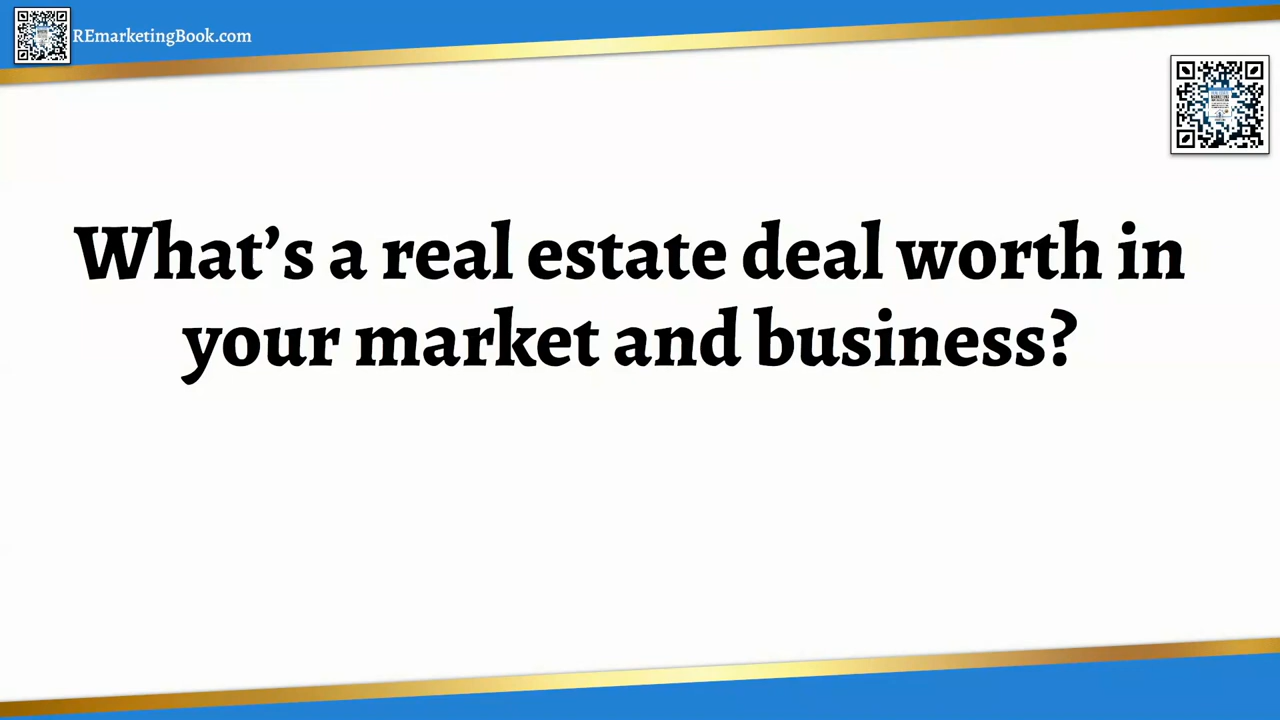 REmarketingBook.com
What’s a real estate deal worth in
your market and business?